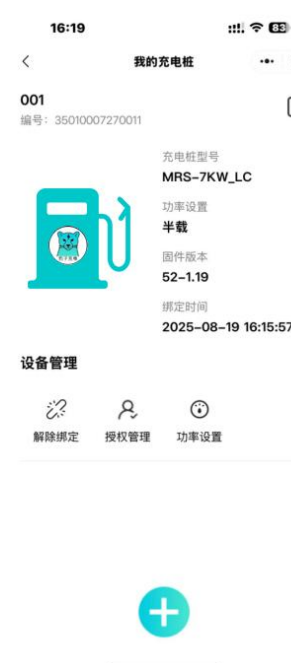 16:19
83
我的充电桩
001
编号：35010007270011
充电桩型号
MRS-7KW_LC
功率设置
半载
固件版本
52-1.19
绑定时间
2025-08-19 16:15:57
设备管理
解除绑定 授权管理 功率设置